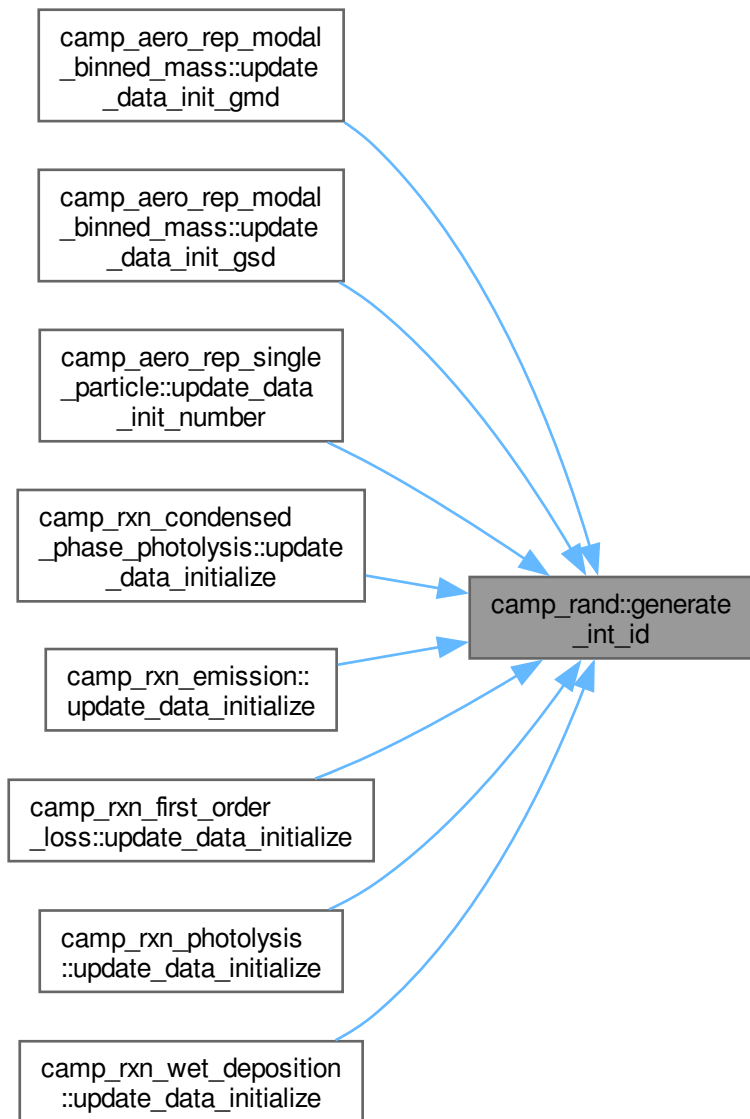 camp_aero_rep_modal
_binned_mass::update
_data_init_gmd
camp_aero_rep_modal
_binned_mass::update
_data_init_gsd
camp_aero_rep_single
_particle::update_data
_init_number
camp_rxn_condensed
_phase_photolysis::update
_data_initialize
camp_rand::generate
_int_id
camp_rxn_emission::
update_data_initialize
camp_rxn_first_order
_loss::update_data_initialize
camp_rxn_photolysis
::update_data_initialize
camp_rxn_wet_deposition
::update_data_initialize